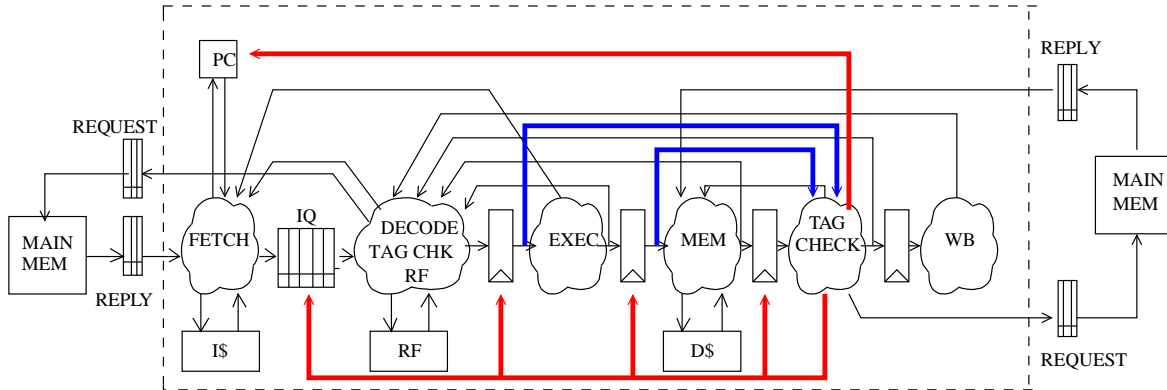 PC
REPLY
REQUEST
MAIN
MEM
REPLY
FETCH
IQ
DECODE
TAG CHK
RF
EXEC
MEM
TAG
CHECK
WB
MAIN
MEM
I$
RF
D$
REQUEST